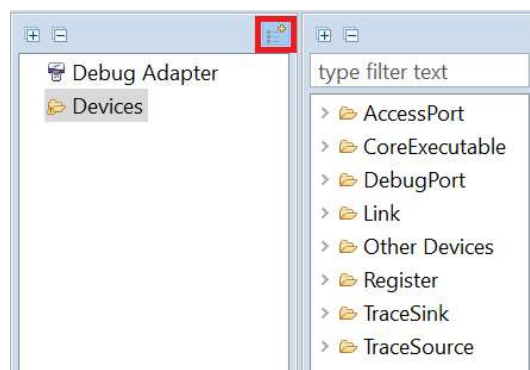 Debug Adapter
Devices
type filter text
AccessPort
CoreExecutable
DebugPort
Link
Other Devices
Register
TraceSink
TraceSource